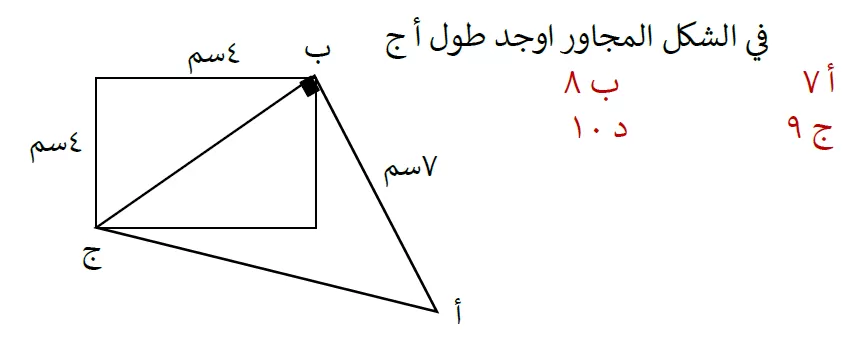 في الشكل المجاور اوجد طول أ ج
أ ٧ ب ٨
ج ٩ د ١٠
٤سم
ب
٤سم
٧سم
ج
أ